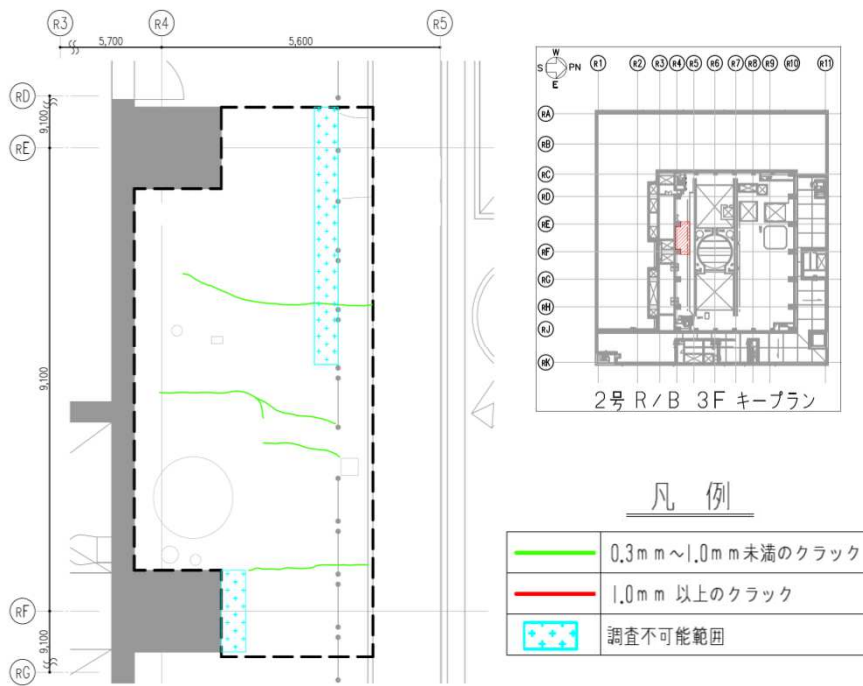 R3 R4 R5
5,700 5,600
RD
9,100
RE
9,100
RF
9,100
RG
W
S PN
E
R1 R2 R3 R4 R5 R6 R7 R8 R9 R10 R11
RA
RB
RC
RD
RE
RF
RG
RH
RJ
RK
2号 R/B 3F キープラン
凡 例
0.3mm~1.0mm未満のクラック
1.0mm 以上のクラック
調査不可能範囲